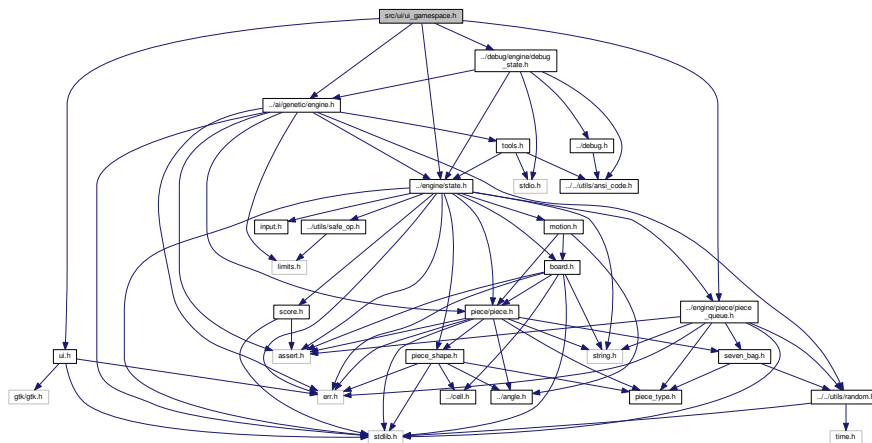 src/ui/ui_gamespace.h
../debug/engine/debug
_state.h
../ai/genetic/engine.h
tools.h
../debug.h
../engine/state.h
stdio.h
../../utils/ansi_code.h
input.h
../utils/safe_op.h
motion.h
limits.h
board.h
score.h
piece/piece.h
../engine/piece/piece
_queue.h
ui.h
assert.h
piece_shape.h
string.h
seven_bag.h
gtk/gtk.h
err.h
../cell.h
../angle.h
piece_type.h
../../utils/random.h
stdlib.h
time.h